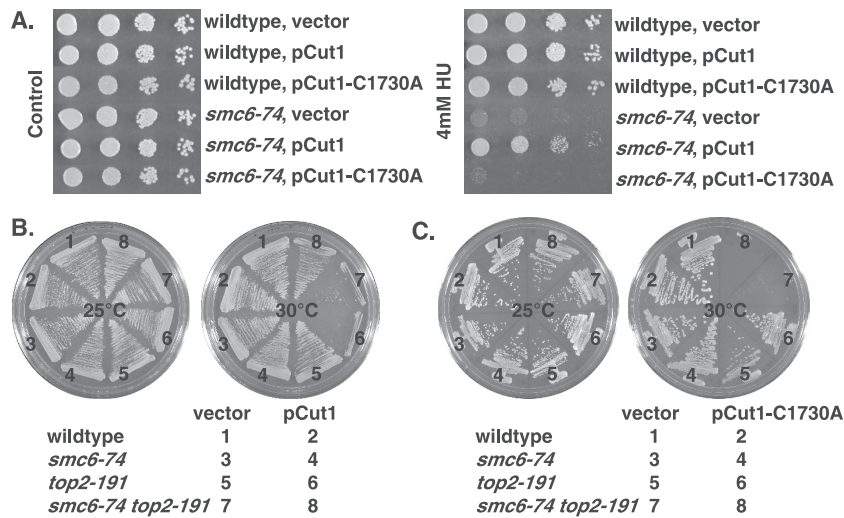 A.
Control
wildtype, vector
wildtype, pCut1
wildtype, pCut1-C1730A
smc6-74, vector
smc6-74, pCut1
smc6-74, pCut1-C1730A
4mM HU
wildtype, vector
wildtype, pCut1
wildtype, pCut1-C1730A
smc6-74, vector
smc6-74, pCut1
smc6-74, pCut1-C1730A
B.
1 8
2 7
25°C
3 6
4 5
1 8
2 7
30°C
3 6
4 5
vector pCut1
wildtype 1 2
smc6-74 3 4
top2-191 5 6
smc6-74 top2-191 7 8
C.
1 8
2 7
25°C
3 6
4 5
1 8
2 7
30°C
3 6
4 5
vector pCut1-C1730A
wildtype 1 2
smc6-74 3 4
top2-191 5 6
smc6-74 top2-191 7 8